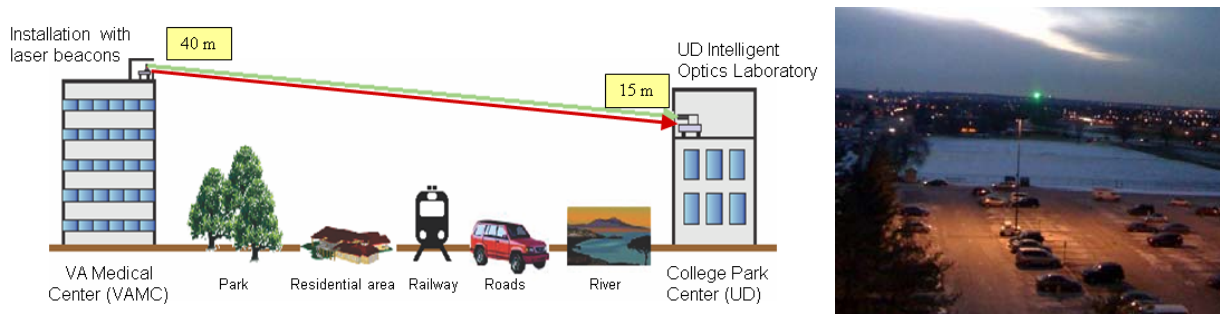 Installation with
laser beacons
40 m
UD Intelligent
Optics Laboratory
15 m
VA Medical
Center (VAMC)
Park
Residential area
Railway
Roads
River
College Park
Center (UD)